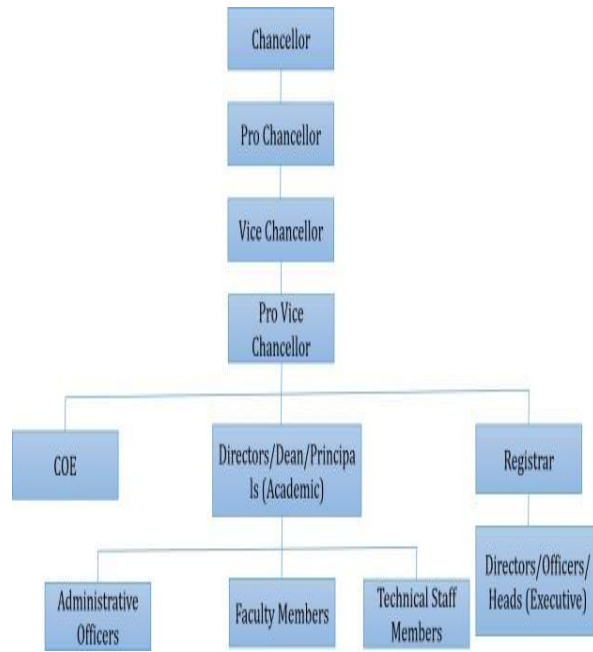 Chancellor
Pro Chancellor
Vice Chancellor
Pro Vice
Chancellor
COE
Directors/Dean/Principa
ls (Academic)
Registrar
Administrative
Officers
Faculty Members
Technical Staff
Members
Directors/Officers/
Heads (Executive)